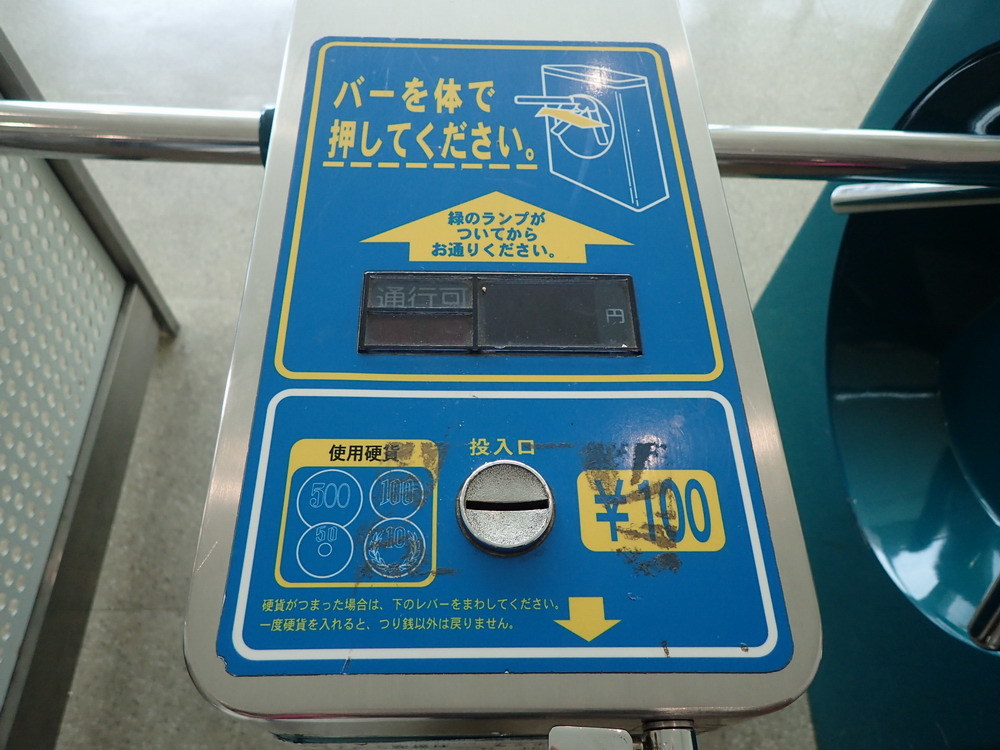 バーを体で
押してください。
緑のランプが
ついてから
お通りください。
通行可
円
使用硬貨
投入口
500
100
50
10
¥100
硬貨がつまった場合は、下のレバーをまわしてください。
一度硬貨を入れると、つり銭以外は戻りません。